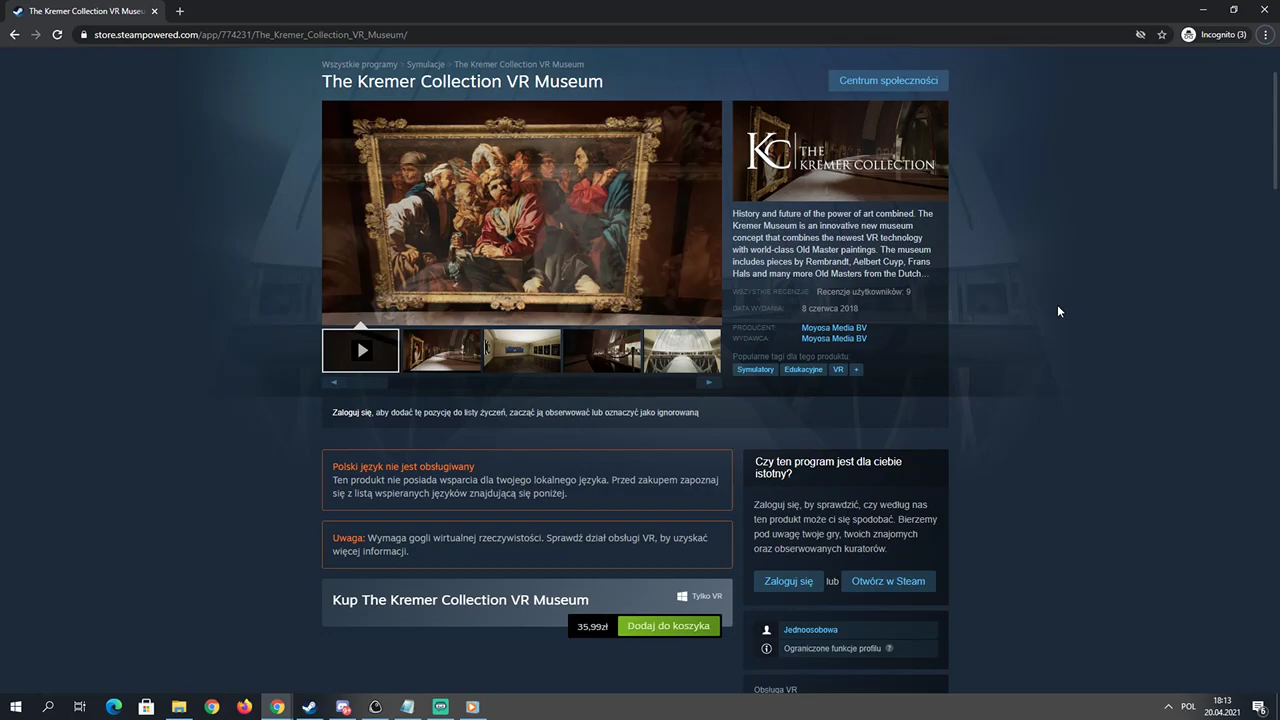 The Kremer Collection VR Museu
store.steampowered.com/app/774231/The_Kremer_Collection_VR_Museum/
Incognito (3)
Wszystkie programy > Symulacje > The Kremer Collection VR Museum
The Kremer Collection VR Museum
Centrum społeczności
KC THE
KREMER COLLECTION
History and future of the power of art combined. The
Kremer Museum is an innovative new museum
concept that combines the newest VR technology
with world-class Old Master paintings. The museum
includes pieces by Rembrandt, Aelbert Cuyp, Frans
Hals and many more Old Masters from the Dutch...
WSZYSTKIE RECENZJE: Recenzje użytkowników: 9
DATA WYDANIA: 8 czerwca 2018
PRODUCENT: Moyosa Media BV
WYDAWCA: Moyosa Media BV
Popularne tagi dla tego produktu:
Symulatory Edukacyjne VR +
Zaloguj się, aby dodać tę pozycję do listy życzeń, zacząć ją obserwować lub oznaczyć jako ignorowaną
Polski język nie jest obsługiwany
Ten produkt nie posiada wsparcia dla twojego lokalnego języka. Przed zakupem zapoznaj
się z listą wspieranych języków znajdującą się poniżej.
Uwaga: Wymaga gogli wirtualnej rzeczywistości. Sprawdź dział obsługi VR, by uzyskać
więcej informacji.
Kup The Kremer Collection VR Museum
Tylko VR
35,99zł Dodaj do koszyka
Czy ten program jest dla ciebie
istotny?
Zaloguj się, by sprawdzić, czy według nas
ten produkt może ci się spodobać. Bierzemy
pod uwagę twoje gry, twoich znajomych
oraz obserwowanych kuratorów.
Zaloguj się lub Otwórz w Steam
Jednoosobowa
Ograniczone funkcje profilu ?
Obsługa VR
POL
18:13
20.04.2021